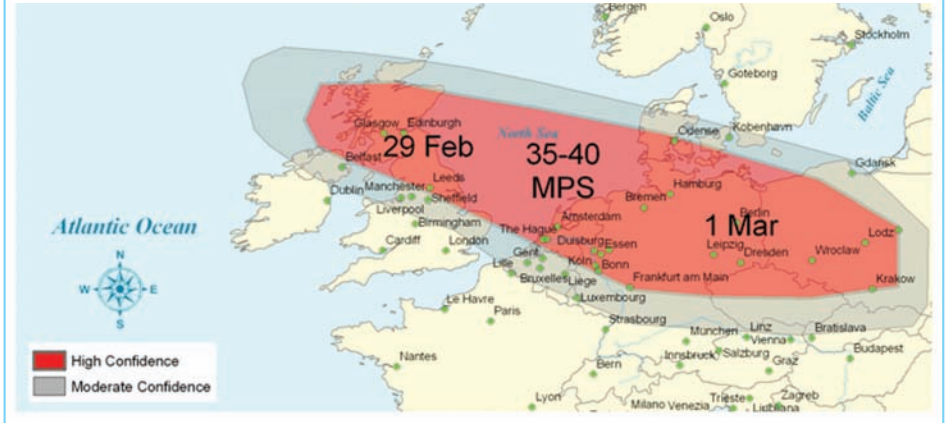 Bergen
Oslo
Stockholm
Goteborg
Baltic Sea
North Sea
Glasgow
Edinburgh
29 Feb
35-40
MPS
Odense
Kobenhavn
Gdańsk
Belfast
Dublin
Manchester
Leeds
Sheffield
Liverpool
Birmingham
Hamburg
Bremen
Berlin
1 Mar
Lodz
Amsterdam
The Hague
Atlantic Ocean
Cardiff
London
Gent
Duisburg
Essen
Leipzig
Dresden
Wroclaw
Lille
Koln
Bonn
Bruxelles
Liege
Frankfurt am Main
Krakow
Luxembourg
N
W
E
S
Le Havre
Paris
Strasbourg
Munchen
Linz
Vienna
Bratislava
Nantes
Innsbruck
Salzburg
Graz
Budapest
Bern
High Confidence
Moderate Confidence
Lyon
Milano
Venezia
Trieste
Zagreb
Ljubljana